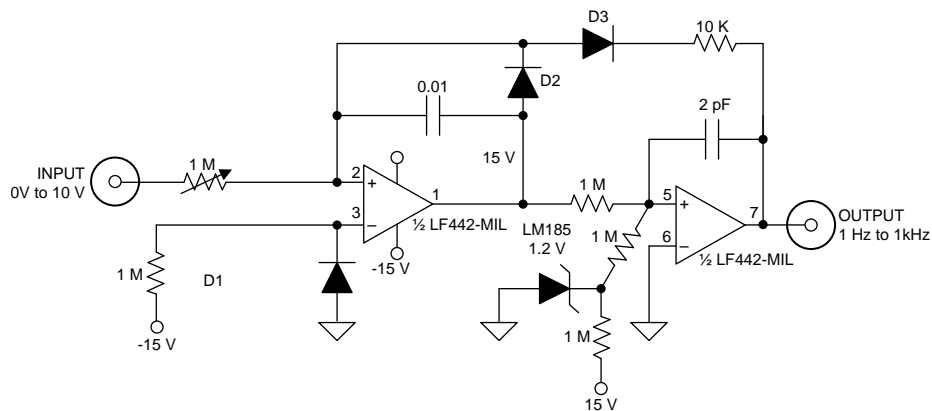 D3
10 K
D2
0.01
2 pF
15 V
INPUT
0V to 10 V
1 M
2
+
3
−
1
½ LF442-MIL
-15 V
1 M
5
+
6
−
7
½ LF442-MIL
OUTPUT
1 Hz to 1kHz
LM185
1.2 V
1 M
1 M
D1
-15 V
1 M
15 V